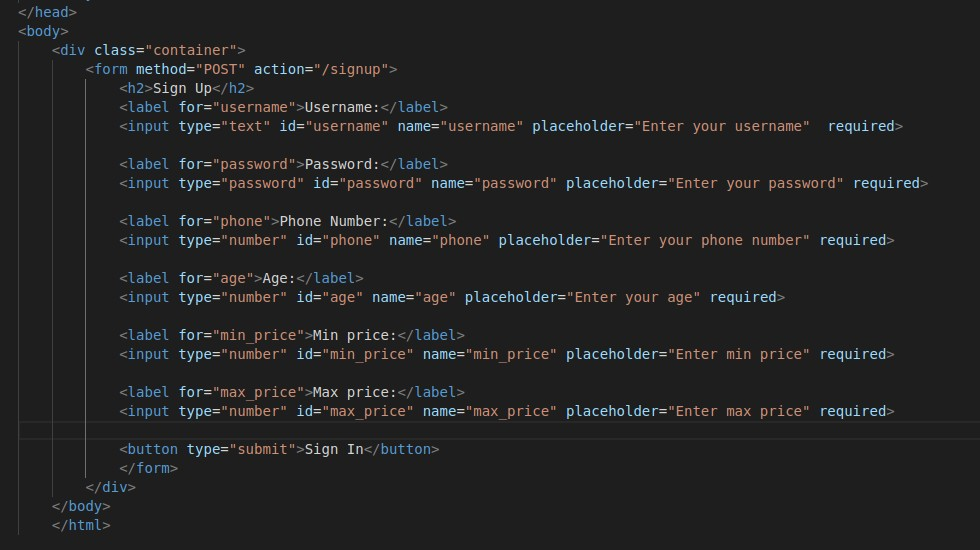 </head>
<body>
    <div class="container">
        <form method="POST" action="/signup">
            <h2>Sign Up</h2>
            <label for="username">Username:</label>
            <input type="text" id="username" name="username" placeholder="Enter your username"  required>

            <label for="password">Password:</label>
            <input type="password" id="password" name="password" placeholder="Enter your password" required>

            <label for="phone">Phone Number:</label>
            <input type="number" id="phone" name="phone" placeholder="Enter your phone number" required>

            <label for="age">Age:</label>
            <input type="number" id="age" name="age" placeholder="Enter your age" required>

            <label for="min_price">Min price:</label>
            <input type="number" id="min_price" name="min_price" placeholder="Enter min price" required>

            <label for="max_price">Max price:</label>
            <input type="number" id="max_price" name="max_price" placeholder="Enter max price" required>

            <button type="submit">Sign In</button>
            </form>
        </div>
    </body>
    </html>